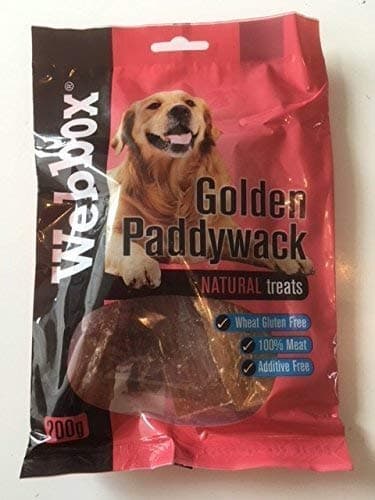 Webbox®
Golden
Paddywack
NATURAL treats
Wheat Gluten Free
100% Meat
Additive Free
200g